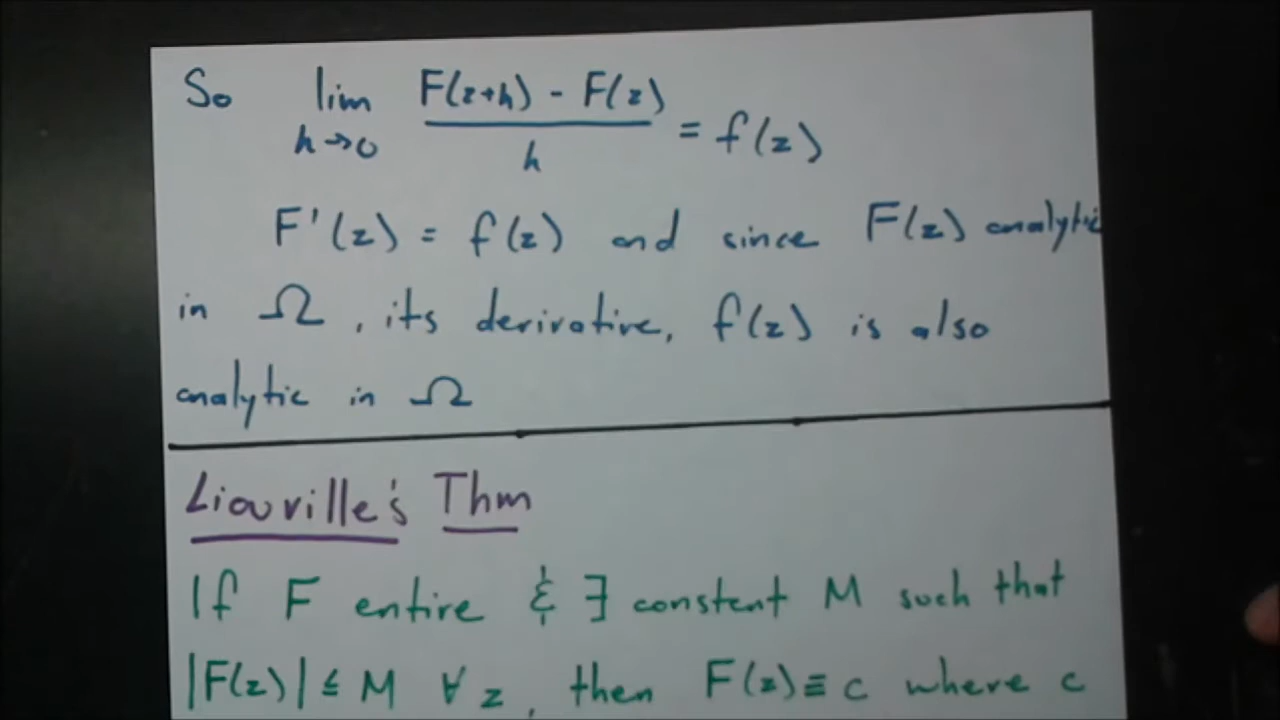 So lim F(z+h) - F(z) / h = f(z)
h→0
F'(z) = f(z) and since F(z) analytic
in Ω, its derivative, f(z) is also
analytic in Ω
Liouville's Thm
If F entire & ∃ constant M such that
|F(z)| ≤ M ∀ z, then F(z) ≡ c where c